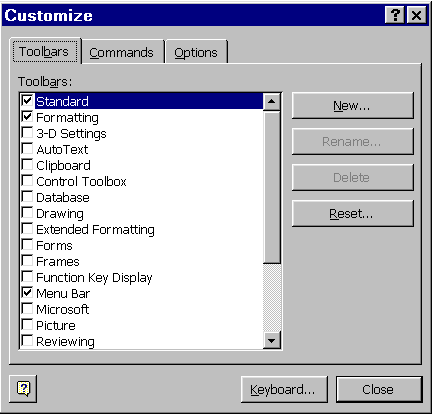 Customize
Toolbars Commands Options
Toolbars:
Standard
Formatting
3-D Settings
AutoText
Clipboard
Control Toolbox
Database
Drawing
Extended Formatting
Forms
Frames
Function Key Display
Menu Bar
Microsoft
Picture
Reviewing
New...
Rename...
Delete
Reset...
Keyboard... Close